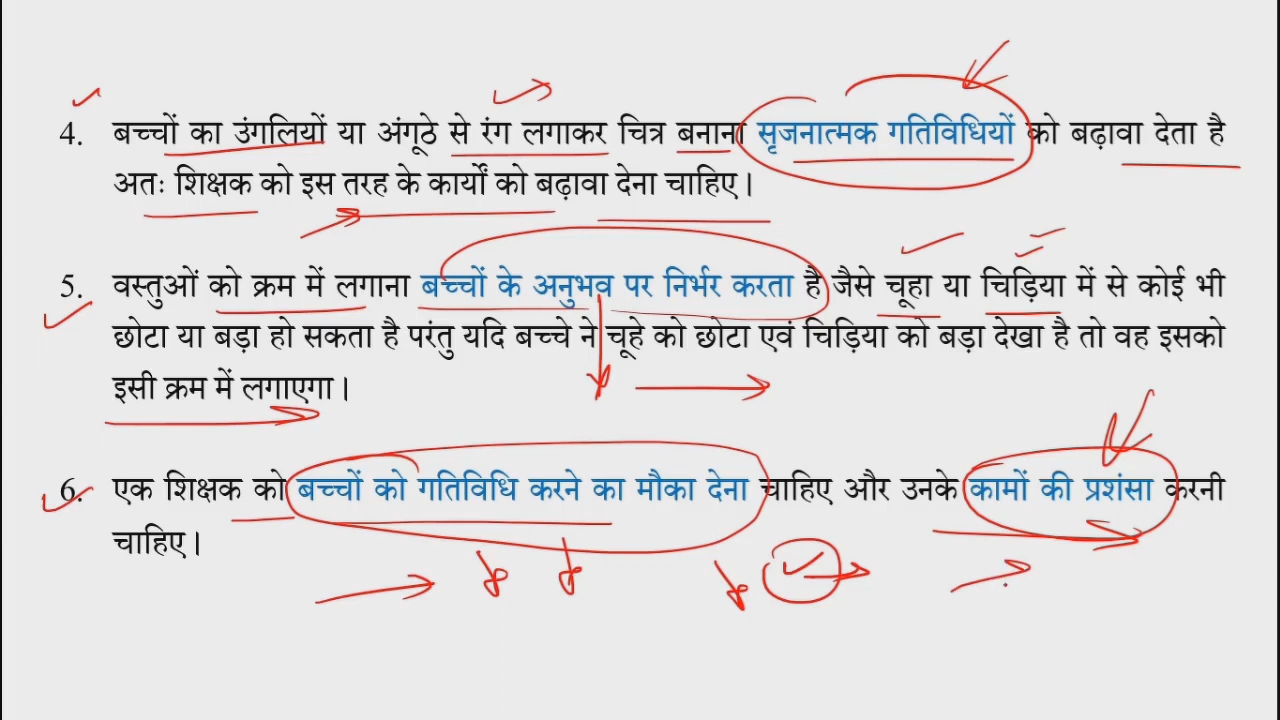 4. बच्चों का उंगलियों या अंगूठे से रंग लगाकर चित्र बनाना सृजनात्मक गतिविधियों को बढ़ावा देता है
अतः शिक्षक को इस तरह के कार्यों को बढ़ावा देना चाहिए।
5. वस्तुओं को क्रम में लगाना बच्चों के अनुभव पर निर्भर करता है जैसे चूहा या चिड़िया में से कोई भी
छोटा या बड़ा हो सकता है परंतु यदि बच्चे ने चूहे को छोटा एवं चिड़िया को बड़ा देखा है तो वह इसको
इसी क्रम में लगाएगा।
6. एक शिक्षक को बच्चों को गतिविधि करने का मौका देना चाहिए और उनके कामों की प्रशंसा करनी
चाहिए।